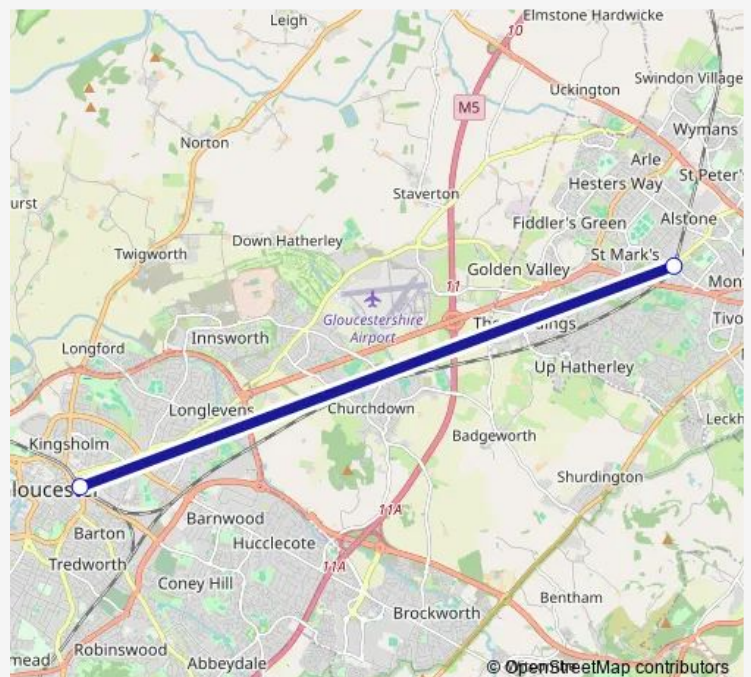 Leigh
Elmstone Hardwicke
10
Uckington
Swindon Village
M5
Wymans
Norton
Arle
St Peter's
Hesters Way
Staverton
urst
Fiddler's Green
Alstone
Down Hatherley
Twigworth
St Mark's
Golden Valley
Mon
11
Gloucestershire
Airport
The
ings
Tivo
Innsworth
Longford
Up Hatherley
Longlevens
Churchdown
Leckh
Kingsholm
Badgeworth
Shurdington
loucester
11A
Barnwood
Barton
Hucclecote
Tredworth
11A
Coney Hill
Bentham
Brockworth
Robinswood
mead
Abbeydale
© OpenStreetMap contributors